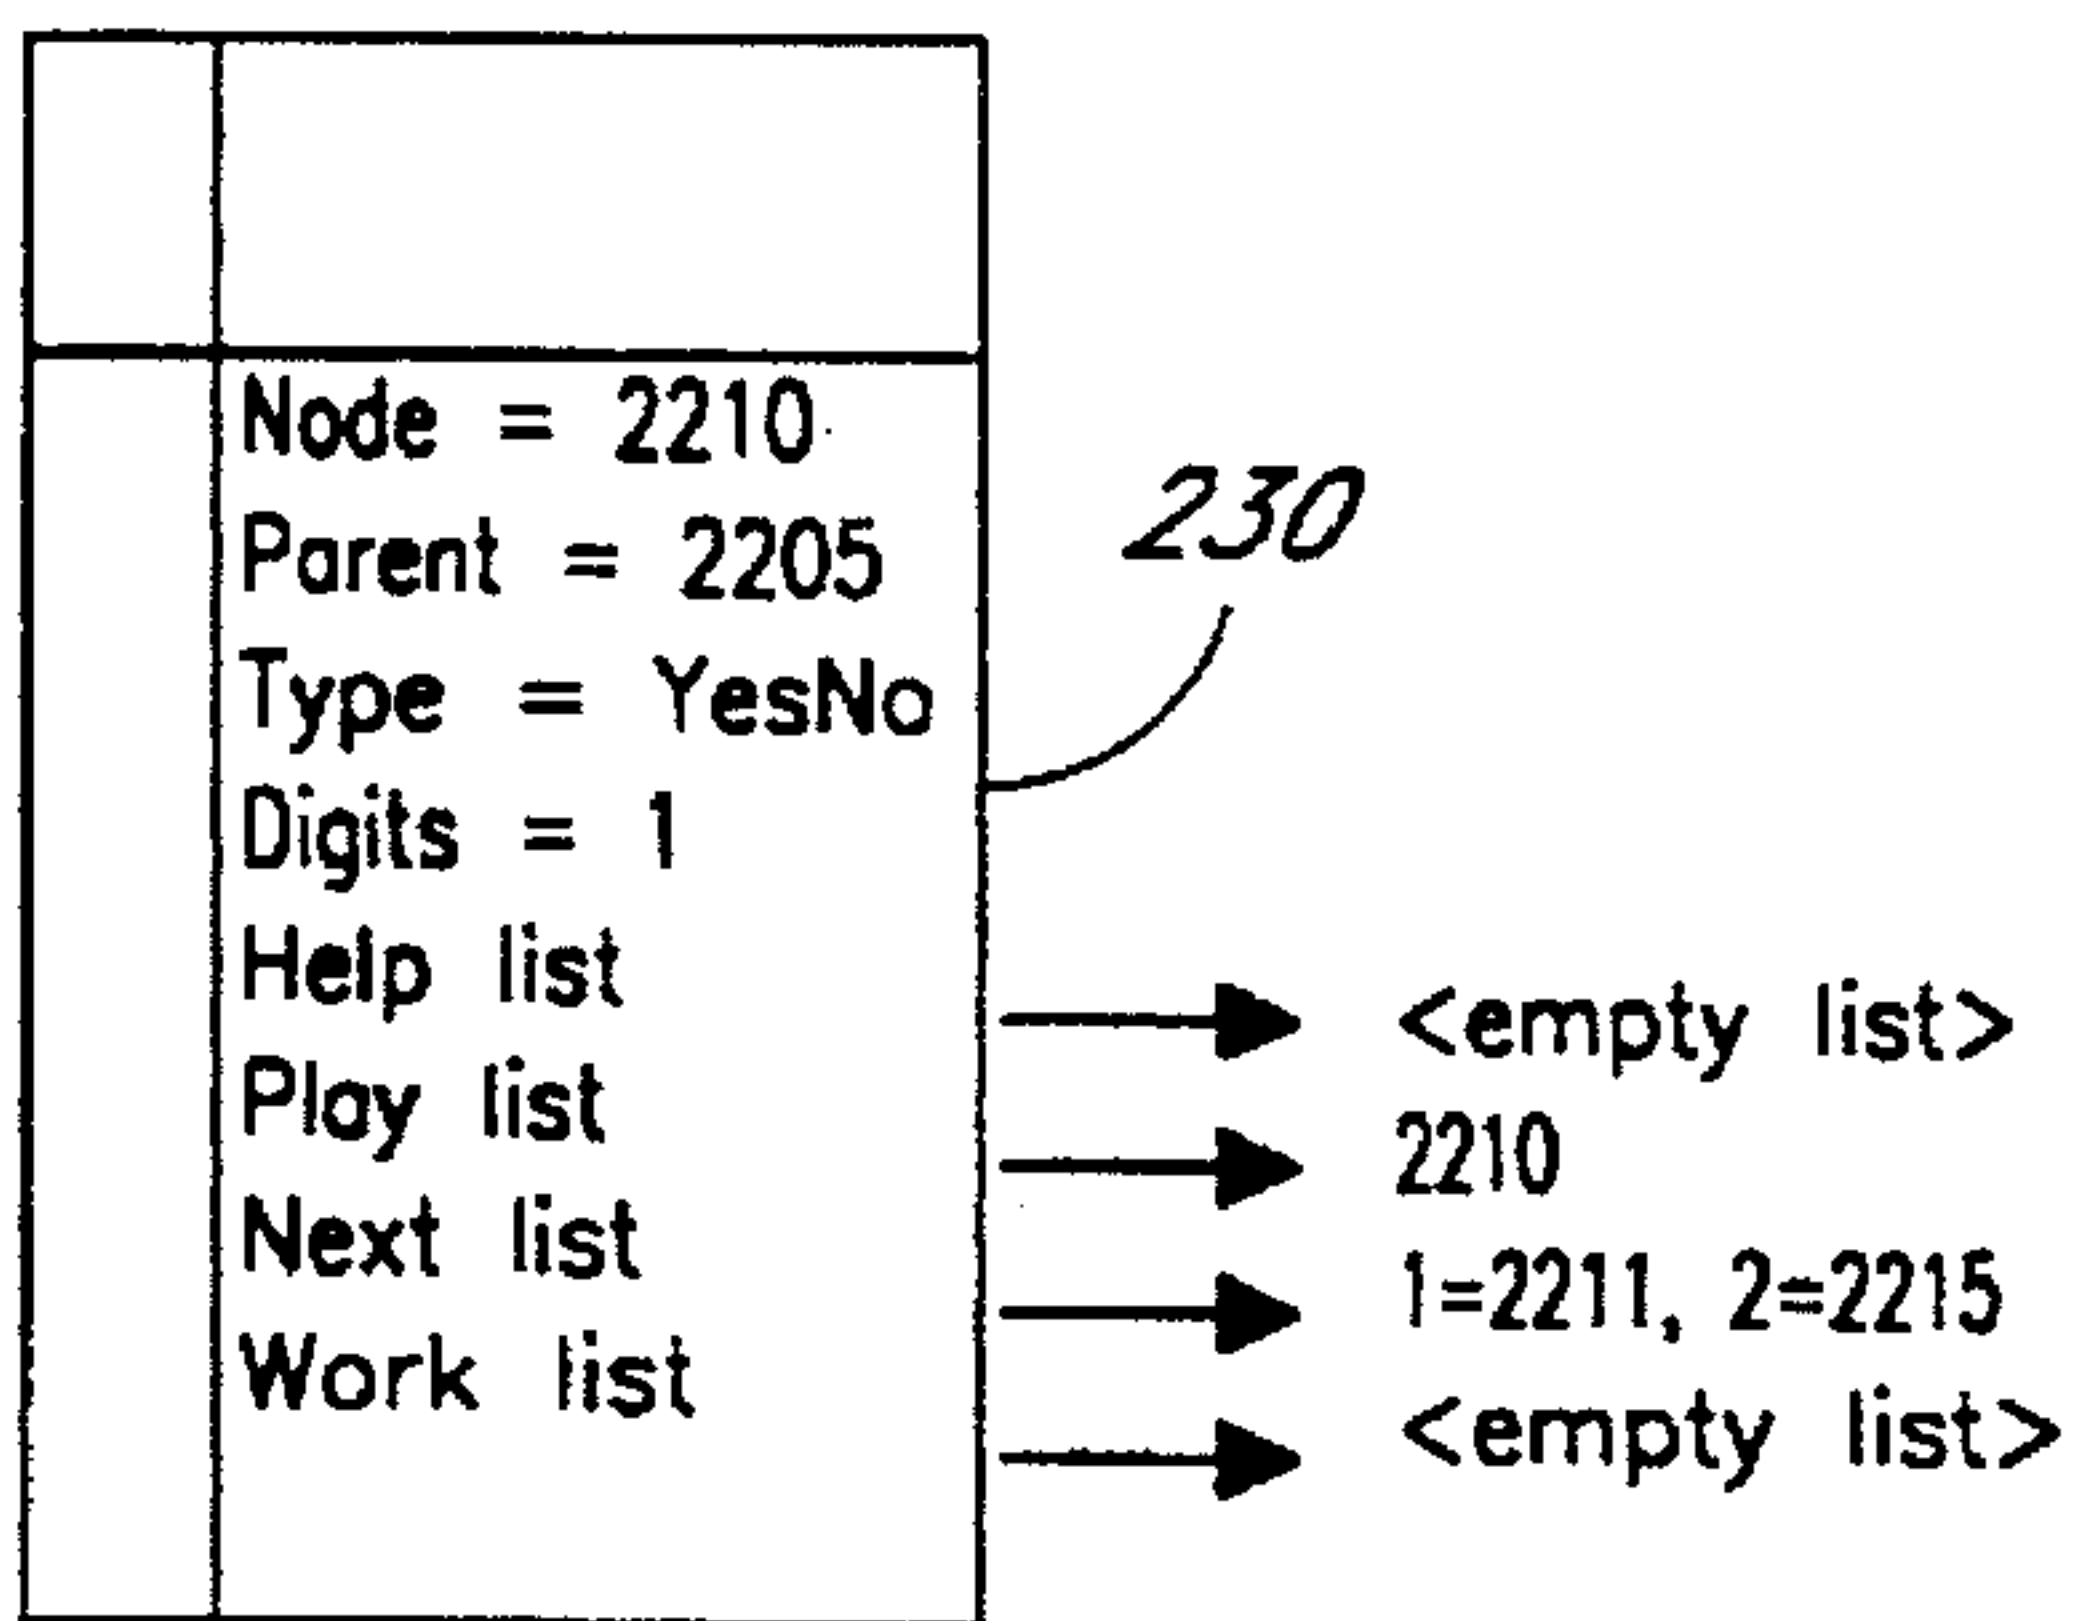 Node = 2210
Parent = 2205
230
Type = YesNo
Digits = 1
Help list
<empty list>
Play list
2210
Next list
1=2211, 2=2215
Work list
<empty list>